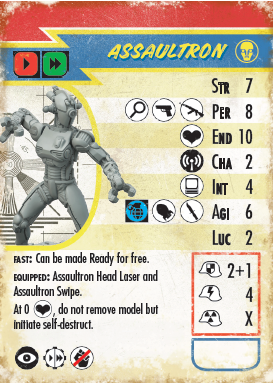 ASSAULTRON
STR 7
PER 8
END 10
CHA 2
INT 4
AGI 6
LUC 2
FAST: Can be made Ready for free.
EQUIPPED: Assaultron Head Laser and
Assaultron Swipe.
At 0 , do not remove model but
initiate self-destruct.
2+1
4
X